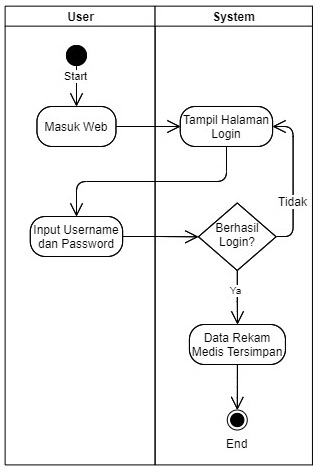 User
System
Start
Masuk Web
Tampil Halaman
Login
Tidak
Input Username
dan Password
Berhasil
Login?
Ya
Data Rekam
Medis Tersimpan
End